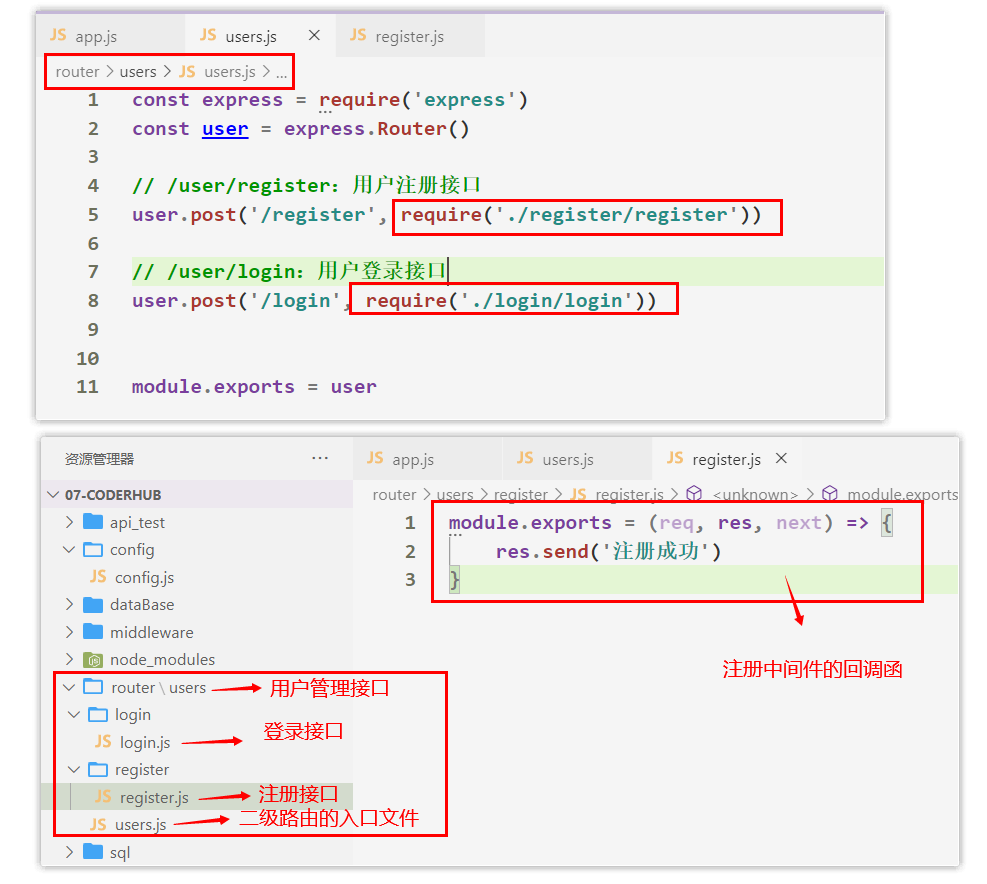 JS app.js JS users.js × JS register.js
router > users > JS users.js > ...
1 const express = require('express')
2 const user = express.Router()
3
4 // /user/register: 用户注册接口
5 user.post('/register', require('./register/register'))
6
7 // /user/login: 用户登录接口
8 user.post('/login', require('./login/login'))
9
10
11 module.exports = user
资源管理器 ... JS app.js JS users.js JS register.js ×
router > users > register > JS register.js > <unknown> > module.exports
07-CODERHUB
api_test
config
JS config.js
dataBase
middleware
node_modules
router \ users 用户管理接口
login
JS login.js 登录接口
register
JS register.js 注册接口
JS users.js 二级路由的入口文件
sql
1 module.exports = (req, res, next) => {
2 res.send('注册成功')
3 }
注册中间件的回调函